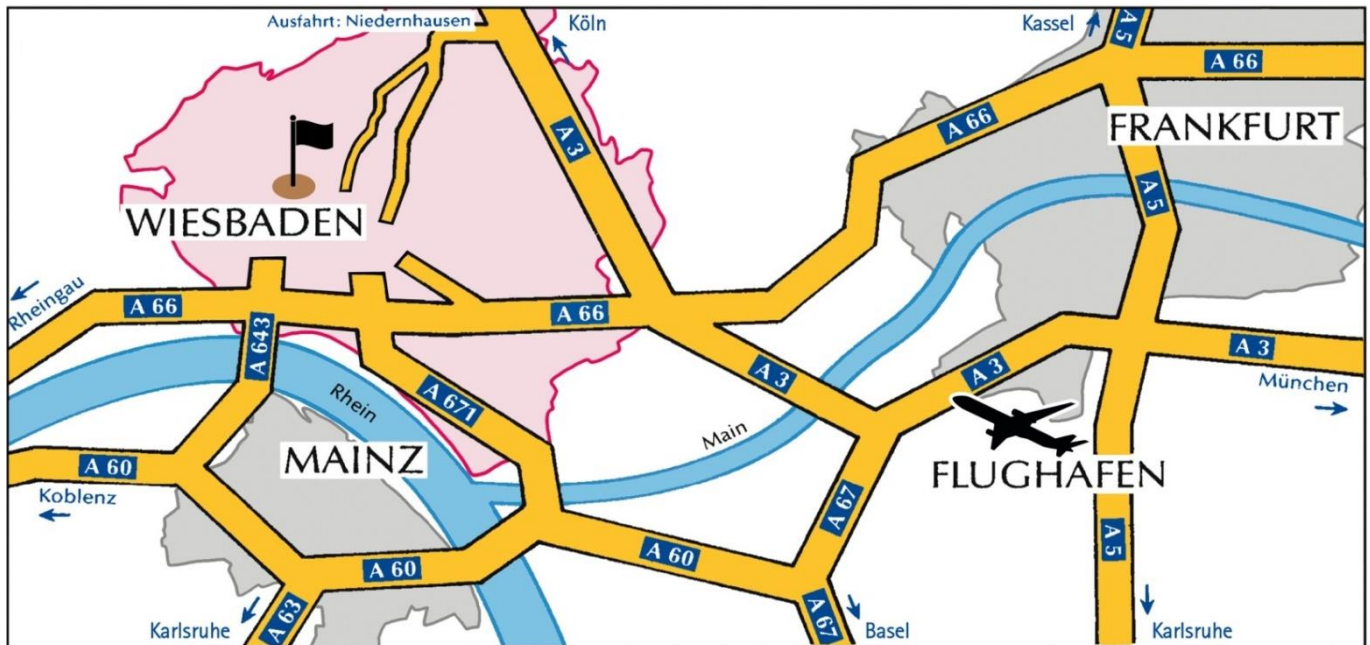 Ausfahrt: Niedernhausen
Köln
Kassel
A 5
A 66
A 66
FRANKFURT
A 3
A 5
WIESBADEN
Rheingau
A 66
A 66
A 643
A 3
A 3
A 3
München
Rhein
A 671
Main
MAINZ
A 60
Koblenz
FLUGHAFEN
A 67
A 5
A 60
A 60
Karlsruhe
A 63
A 67
Basel
Karlsruhe